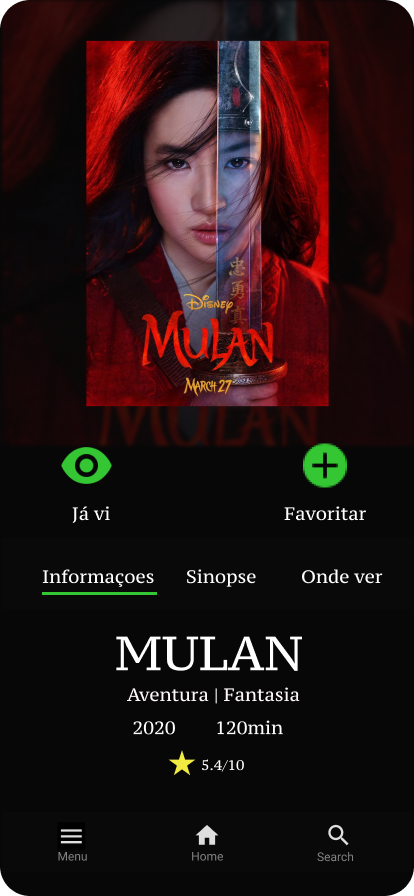 忠
勇
真
Disney
MULAN
MARCH 27
Já vi
Favoritar
Informaçoes
Sinopse
Onde ver
MULAN
Aventura | Fantasia
2020 120min
5.4/10
Menu
Home
Search